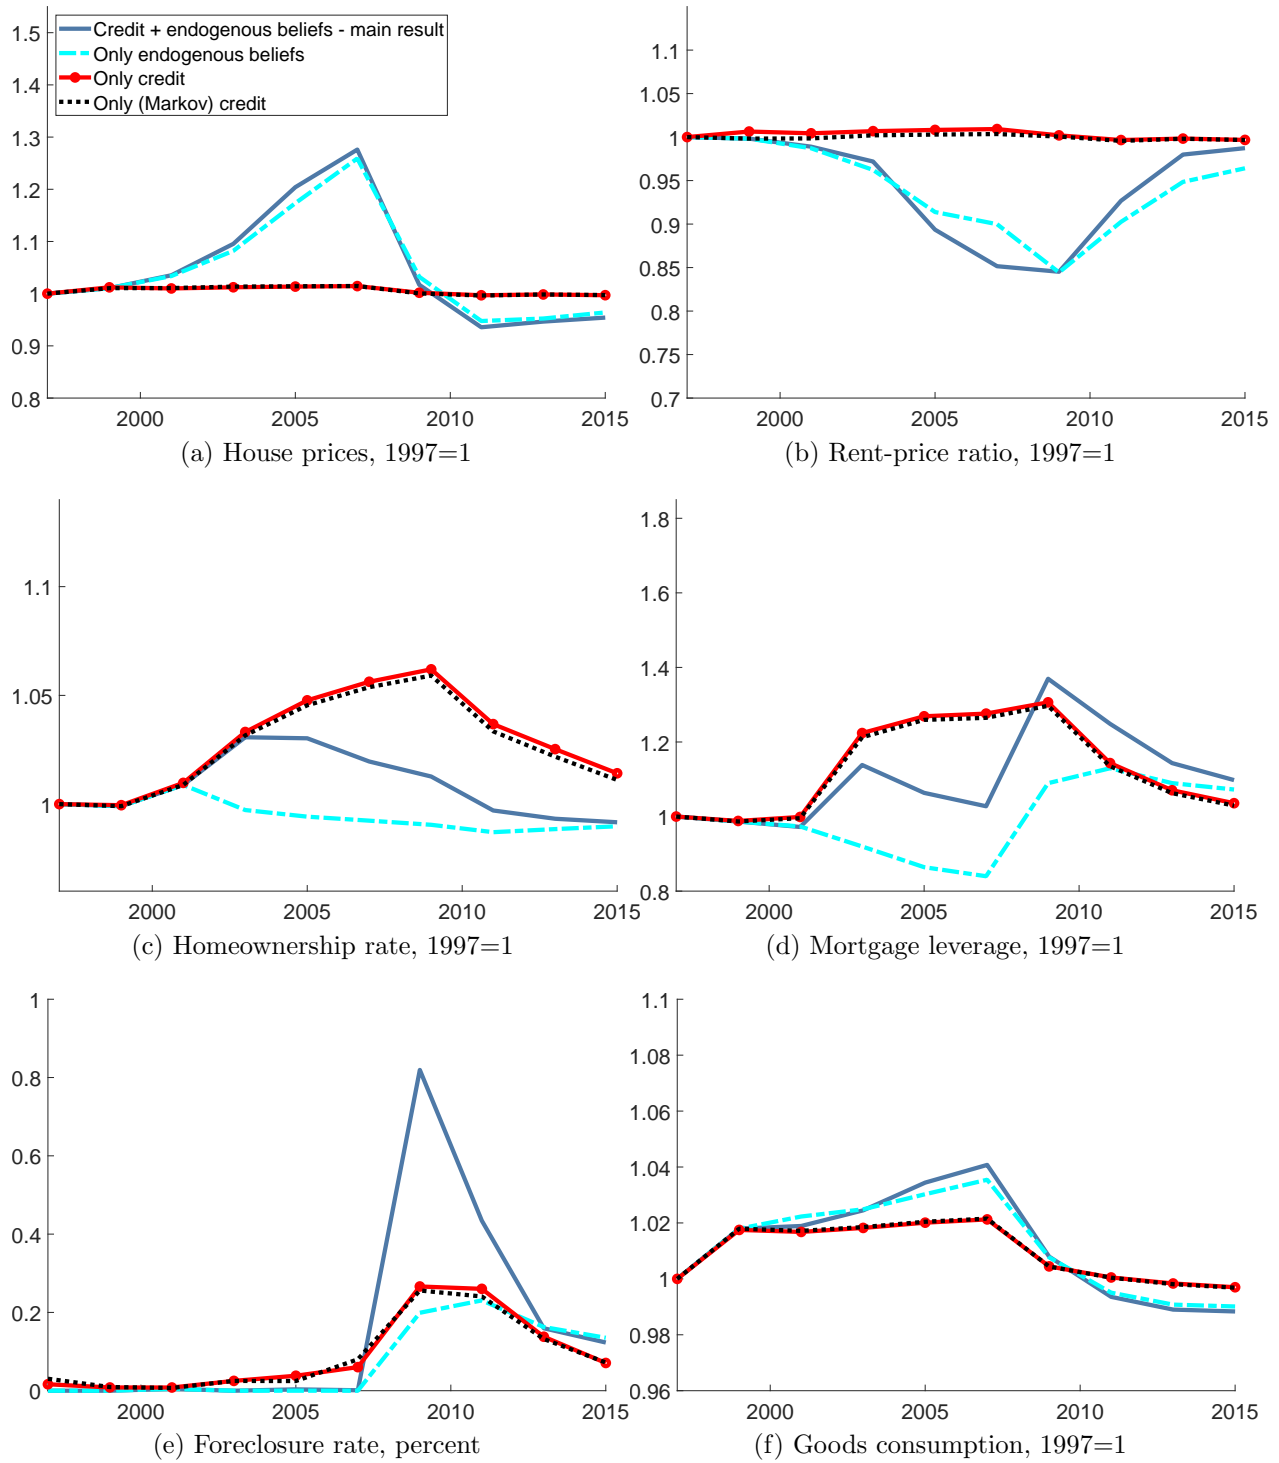 1.5
1.4
1.3
1.2
1.1
1
0.9
0.8
Credit + endogenous beliefs - main result
Only endogenous beliefs
Only credit
Only (Markov) credit
2000 2005 2010 2015
(a) House prices, 1997=1
1.1
1.05
1
0.95
0.9
0.85
0.8
0.75
0.7
2000 2005 2010 2015
(b) Rent-price ratio, 1997=1
1.1
1.05
1
2000 2005 2010 2015
(c) Homeownership rate, 1997=1
1.8
1.6
1.4
1.2
1
0.8
2000 2005 2010 2015
(d) Mortgage leverage, 1997=1
1
0.8
0.6
0.4
0.2
0
2000 2005 2010 2015
(e) Foreclosure rate, percent
1.1
1.08
1.06
1.04
1.02
1
0.98
0.96
2000 2005 2010 2015
(f) Goods consumption, 1997=1